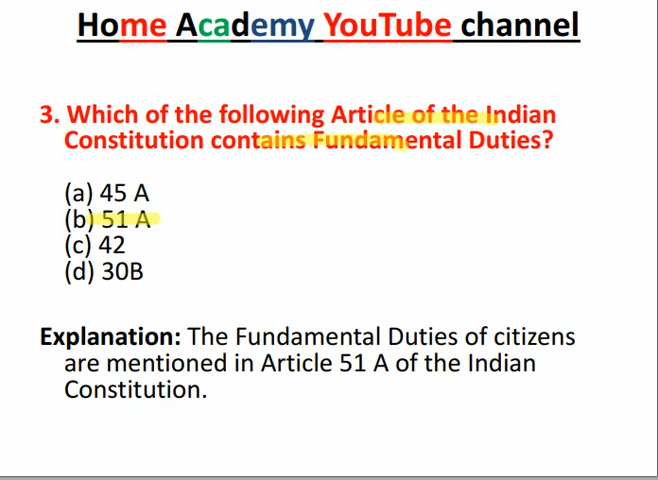 Home Academy YouTube channel
3. Which of the following Article of the Indian
Constitution contains Fundamental Duties?
(a) 45 A
(b) 51 A
(c) 42
(d) 30B
Explanation: The Fundamental Duties of citizens
are mentioned in Article 51 A of the Indian
Constitution.